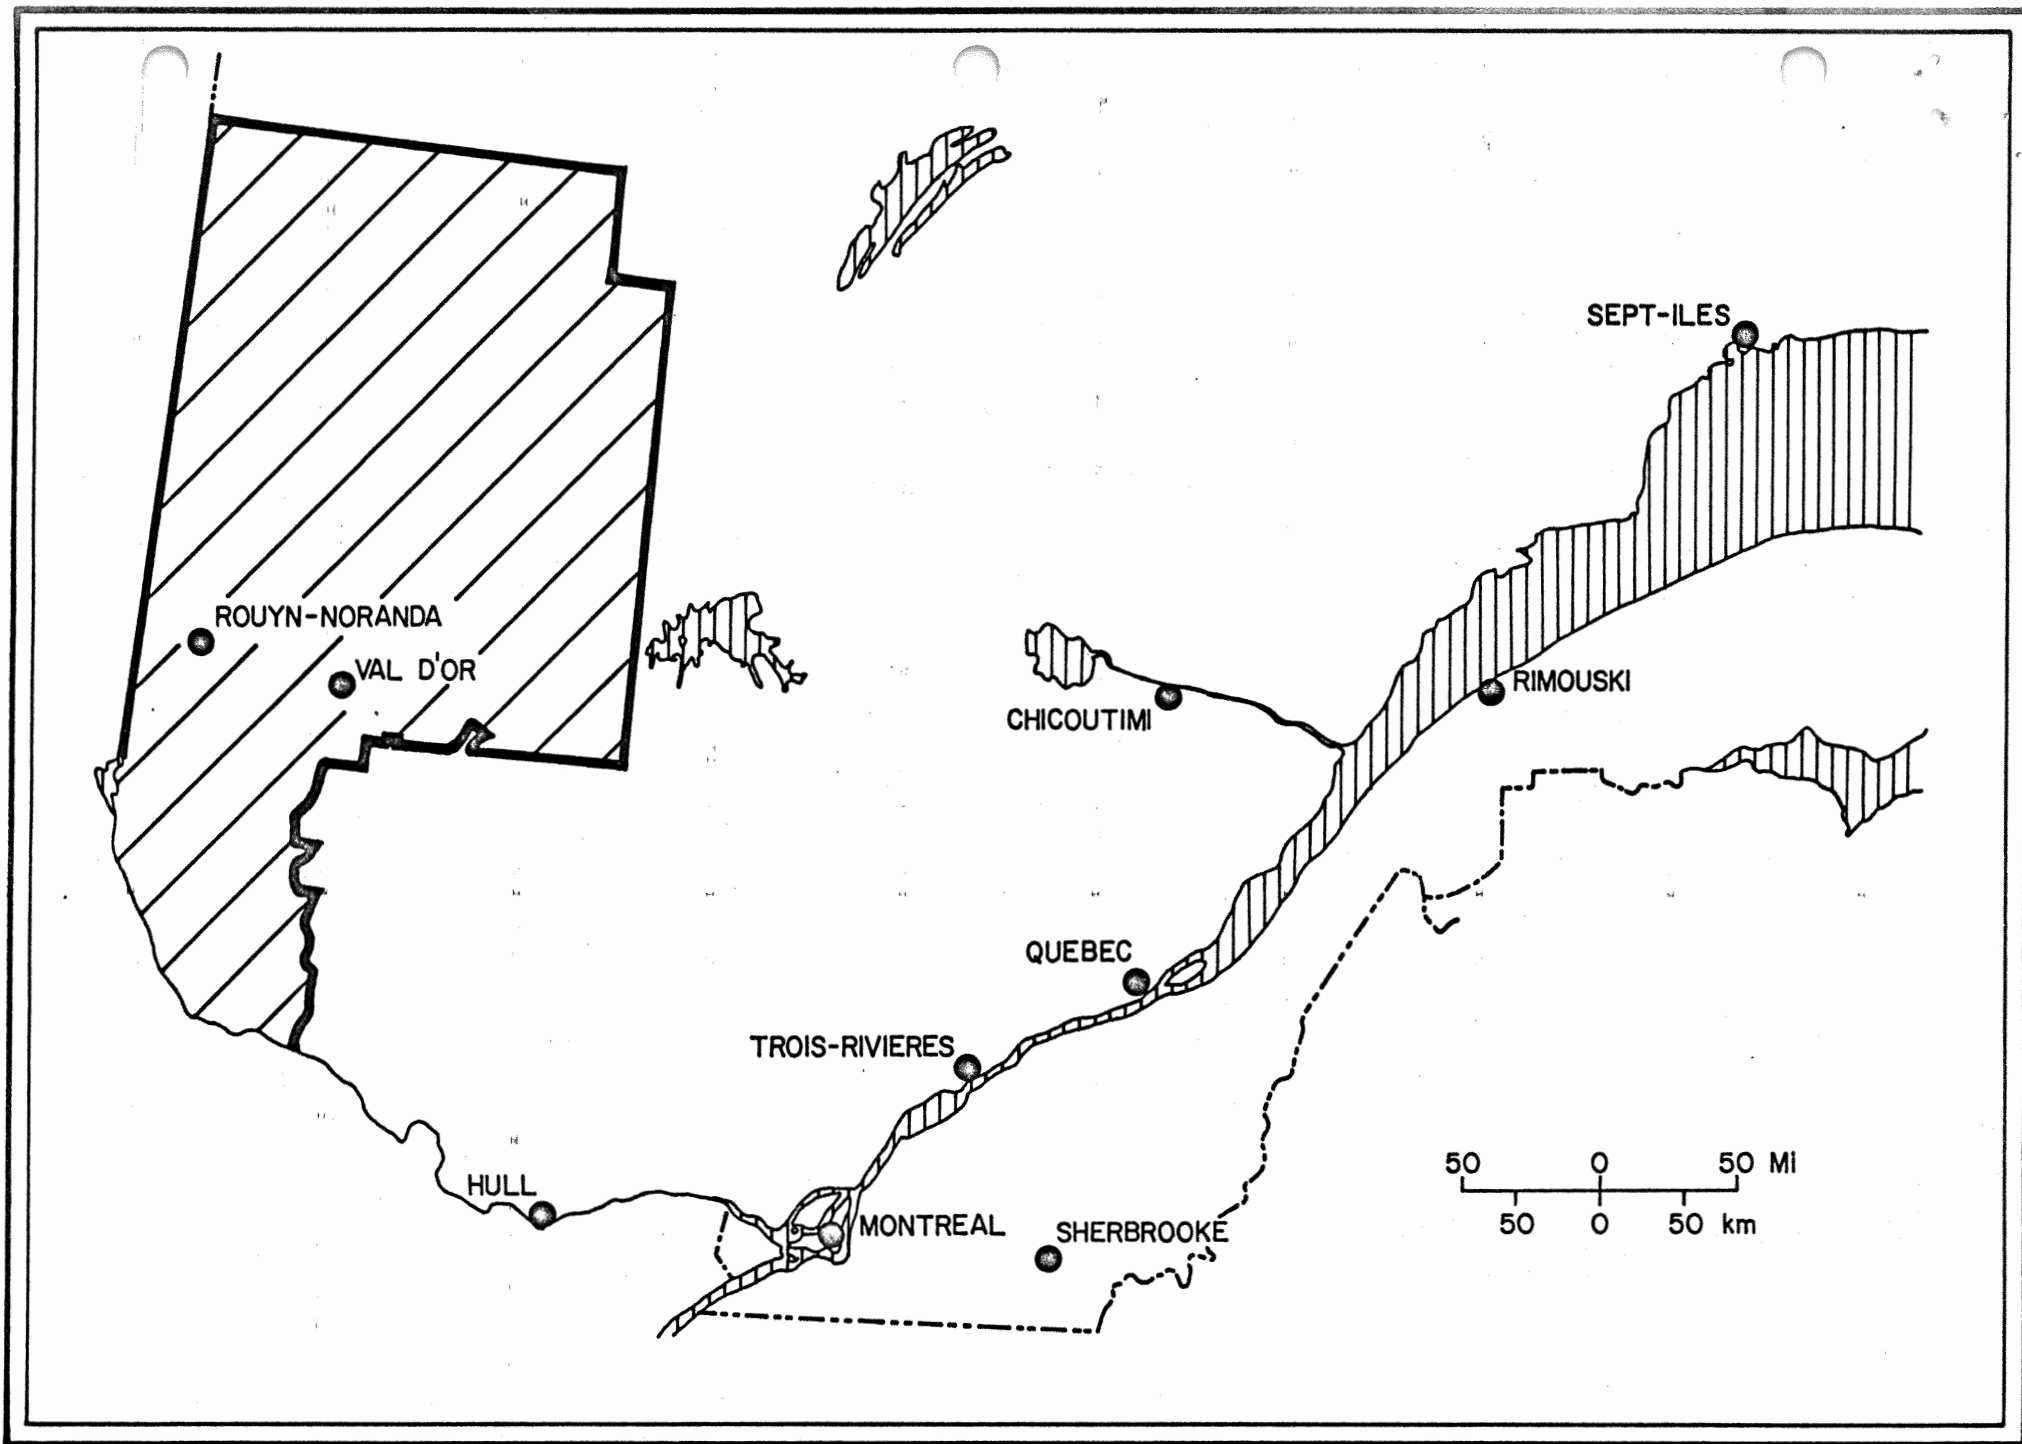 SEPT-ILES
ROUYN-NORANDA
VAL D'OR
RIMOUSKI
CHICOUTIMI
QUEBEC
TROIS-RIVIERES
HULL
MONTREAL
SHERBROOKE
50 0 50 MI
50 0 50 km